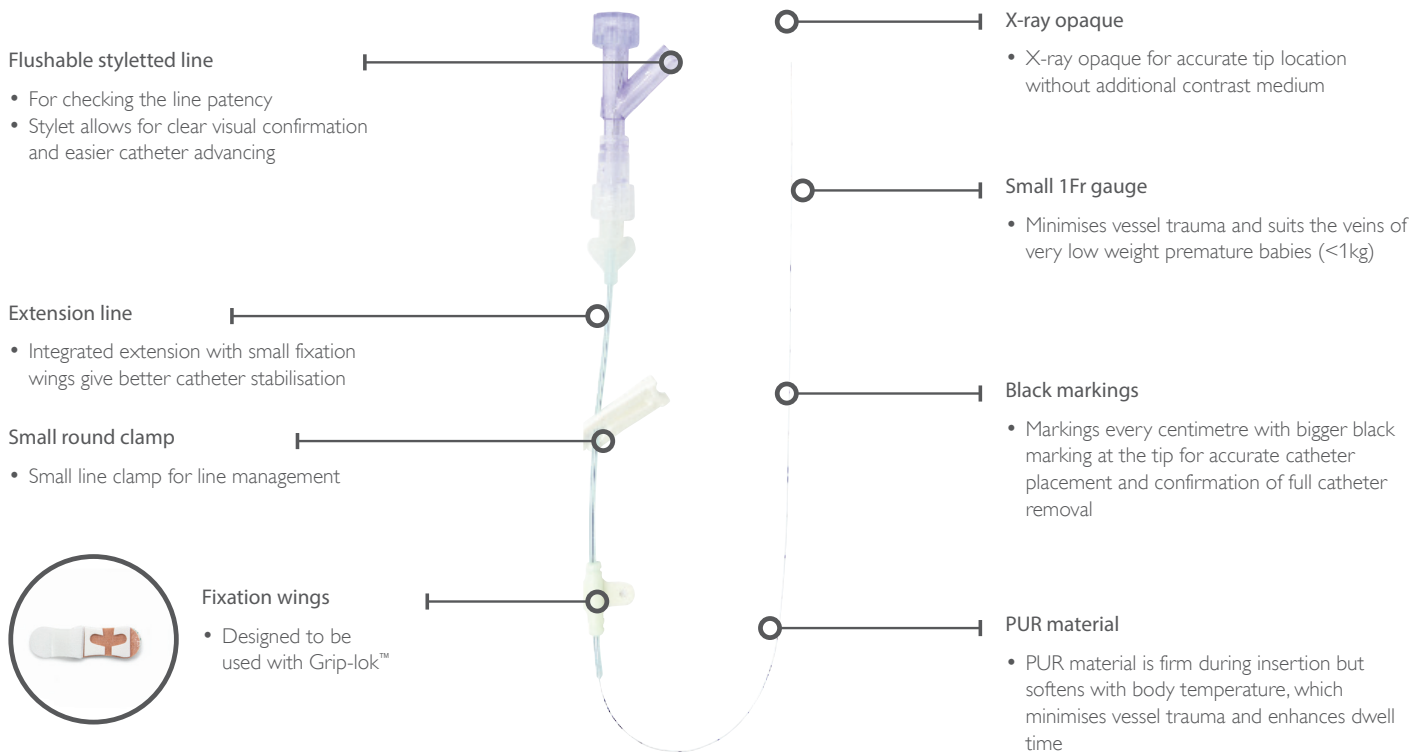 Flushable styletted line
• For checking the line patency
• Stylet allows for clear visual confirmation
and easier catheter advancing
Extension line
• Integrated extension with small fixation
wings give better catheter stabilisation
Small round clamp
• Small line clamp for line management
Fixation wings
• Designed to be
used with Grip-lok™
X-ray opaque
• X-ray opaque for accurate tip location
without additional contrast medium
Small 1Fr gauge
• Minimises vessel trauma and suits the veins of
very low weight premature babies (<1kg)
Black markings
• Markings every centimetre with bigger black
marking at the tip for accurate catheter
placement and confirmation of full catheter
removal
PUR material
• PUR material is firm during insertion but
softens with body temperature, which
minimises vessel trauma and enhances dwell
time